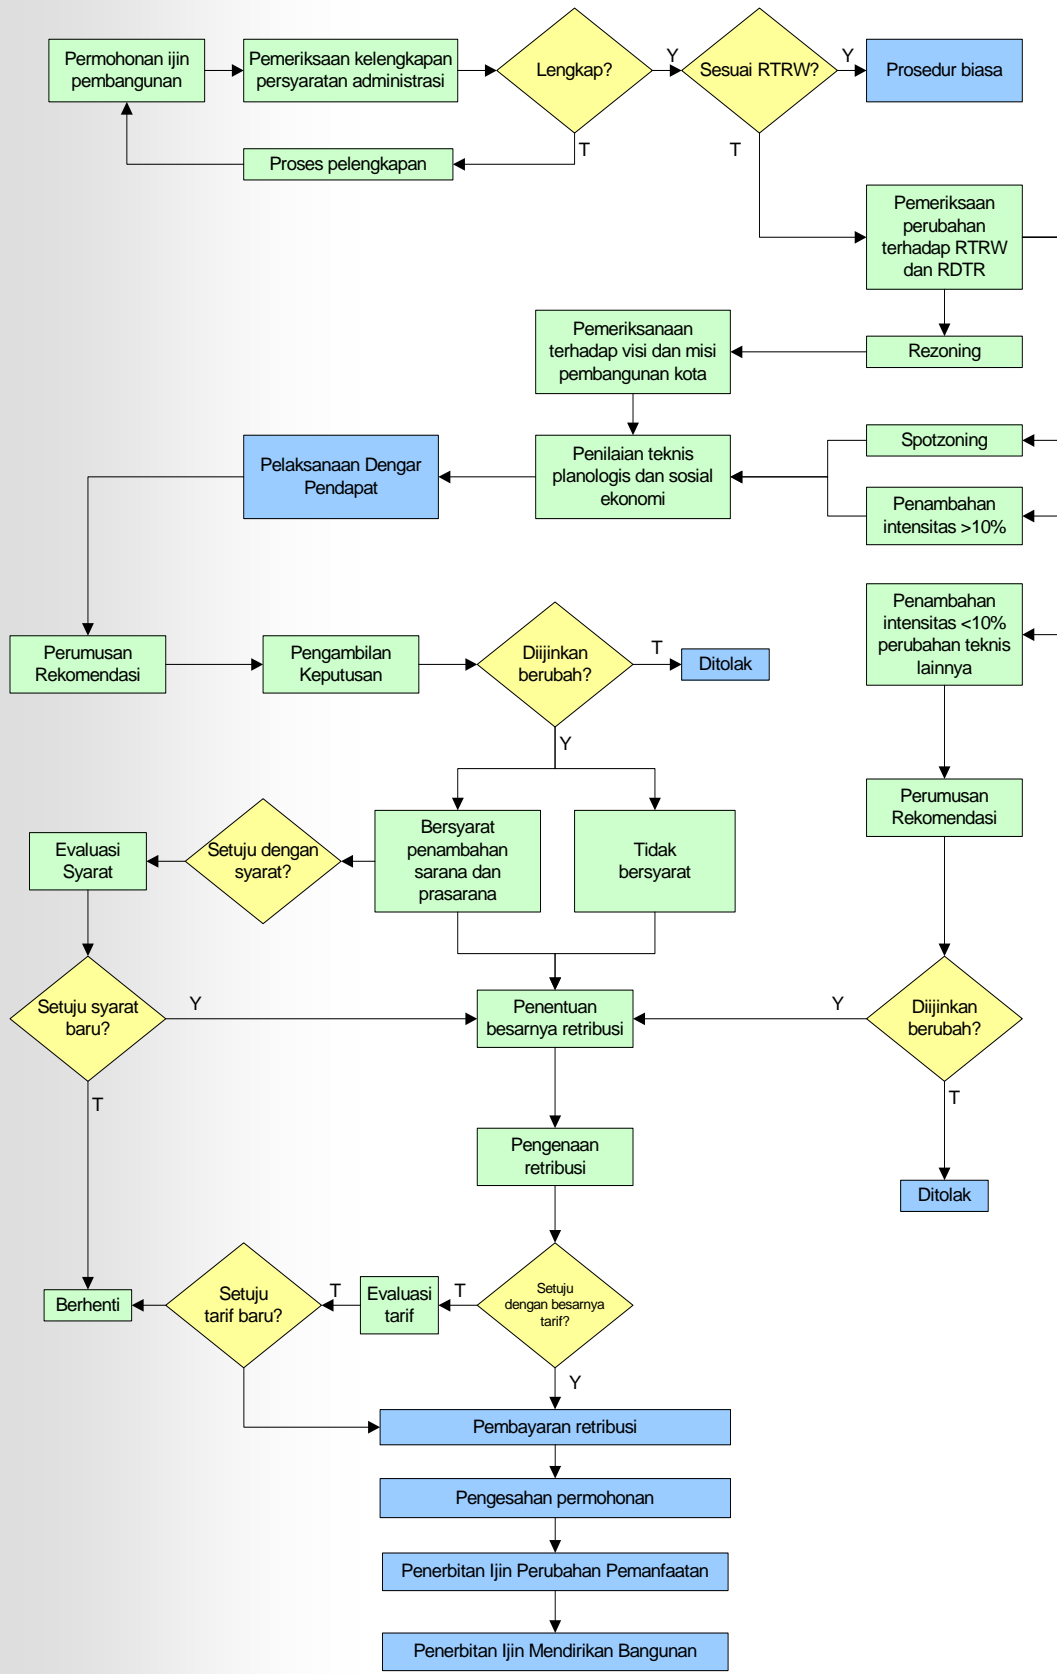 Permohonan ijin
pembangunan
Pemeriksaan kelengkapan
persyaratan administrasi
Lengkap?
Y
Sesuai RTRW?
Y
Prosedur biasa
T
T
Proses pelengkapan
Pemeriksaan
perubahan
terhadap RTRW
dan RDTR
Pemeriksanaan
terhadap visi dan misi
pembangunan kota
Rezoning
Pelaksanaan Dengar
Pendapat
Penilaian teknis
planologis dan sosial
ekonomi
Spotzoning
Penambahan
intensitas >10%
Penambahan
intensitas <10%
perubahan teknis
lainnya
Perumusan
Rekomendasi
Pengambilan
Keputusan
Diijinkan
berubah?
T
Ditolak
Y
Perumusan
Rekomendasi
Evaluasi
Syarat
Setuju dengan
syarat?
Bersyarat
penambahan
sarana dan
prasarana
Tidak
bersyarat
Setuju syarat
baru?
Y
Penentuan
besarnya retribusi
Y
Diijinkan
berubah?
T
T
Pengenaan
retribusi
Ditolak
Berhenti
Setuju
tarif baru?
T
Evaluasi
tarif
T
Setuju
dengan besarnya
tarif?
Y
Pembayaran retribusi
Pengesahan permohonan
Penerbitan Ijin Perubahan Pemanfaatan
Penerbitan Ijin Mendirikan Bangunan